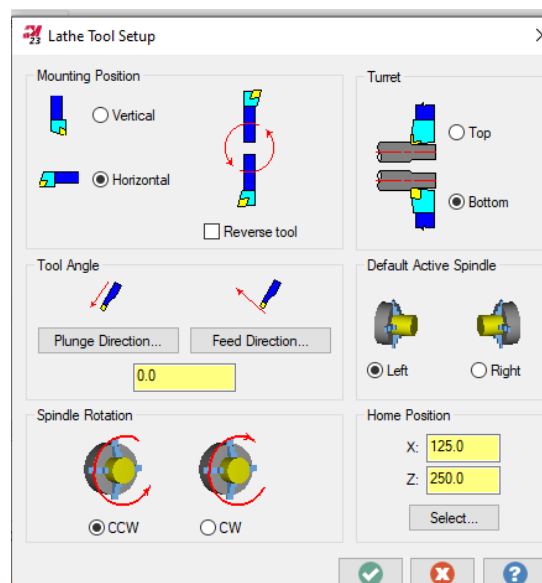 23 Lathe Tool Setup
Mounting Position
Vertical
Horizontal
Reverse tool
Turret
Top
Bottom
Tool Angle
Plunge Direction...
Feed Direction...
0.0
Default Active Spindle
Left
Right
Spindle Rotation
CCW
CW
Home Position
X: 125.0
Z: 250.0
Select...